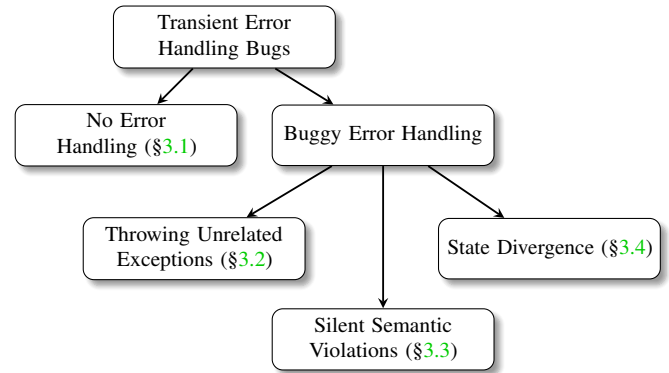 Transient Error
Handling Bugs
No Error
Handling (§3.1)
Buggy Error Handling
Throwing Unrelated
Exceptions (§3.2)
State Divergence (§3.4)
Silent Semantic
Violations (§3.3)